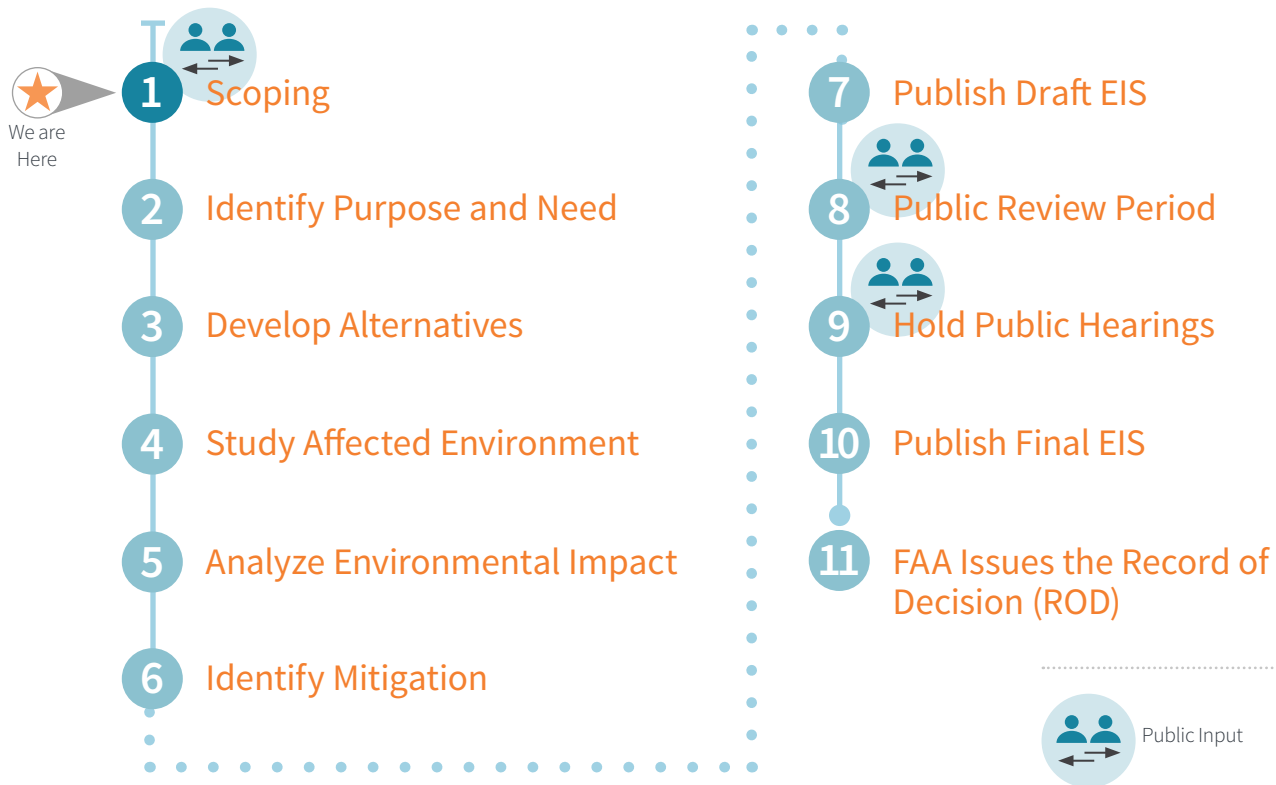 We are
Here
1 Scoping
2 Identify Purpose and Need
3 Develop Alternatives
4 Study Affected Environment
5 Analyze Environmental Impact
6 Identify Mitigation
7 Publish Draft EIS
8 Public Review Period
9 Hold Public Hearings
10 Publish Final EIS
11 FAA Issues the Record of
Decision (ROD)
Public Input